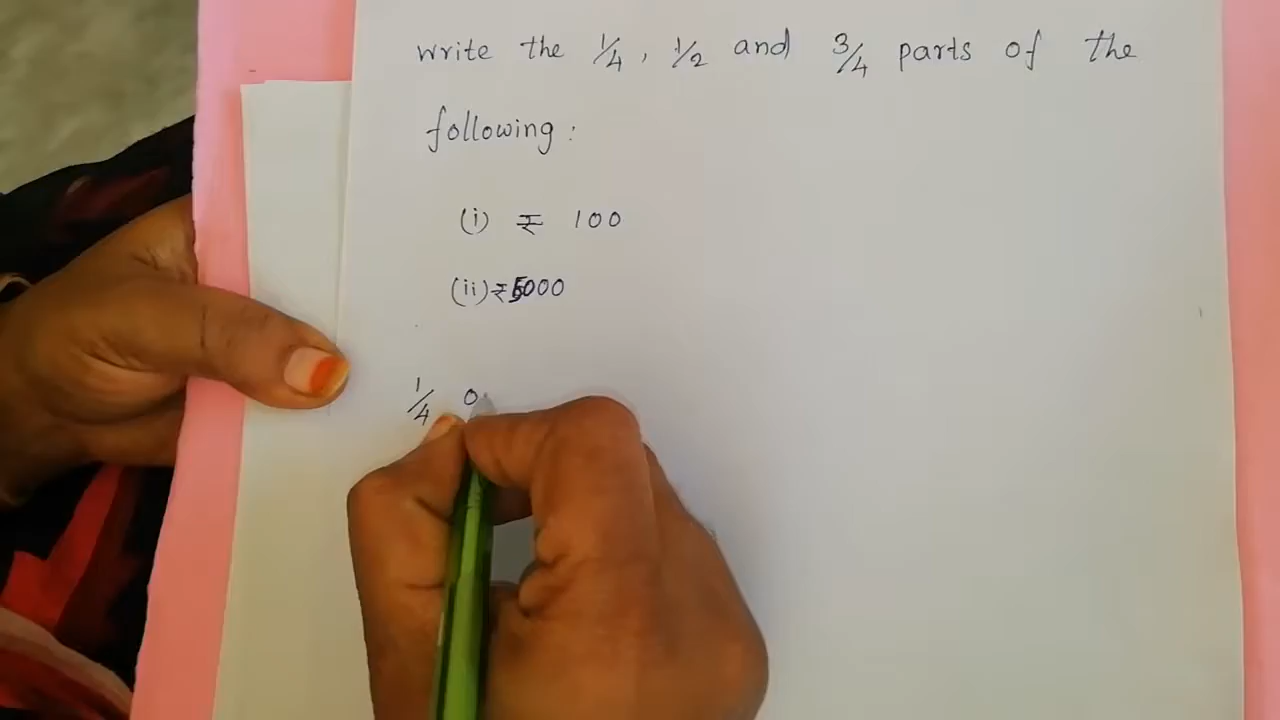 write the 1/4, 1/2 and 3/4 parts of the
following:
(i) ₹ 100
(ii) ₹5000
1/4 o